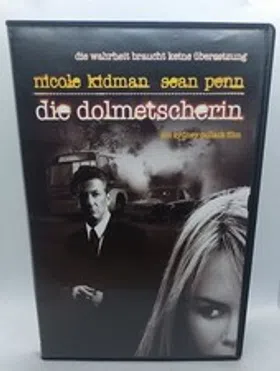 die wahrheit braucht keine übersetzung
nicole kidman sean penn
die dolmetscherin
ein sydney pollack film